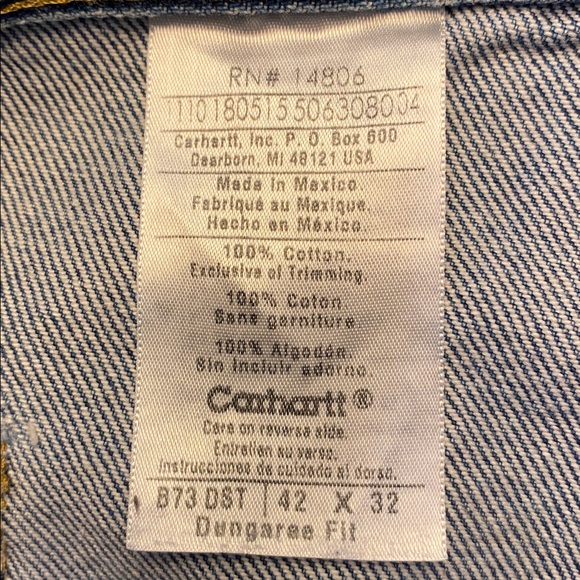 RN# 14806
11101805155063080​04
Carhartt, Inc. P. O. Box 600
Dearborn, MI 48121 USA
Made in Mexico.
Fabriqué au Mexique.
Hecho en México.
100% Cotton.
Exclusive of Trimming.
100% Coton
Sans garniture
100% Algodón.
Sin incluir adorno
Carhartt®
Care on reverse side.
Entretien au verso.
Instrucciones de cuidado al dorso.
B73 DST | 42 X 32
Dungaree Fit